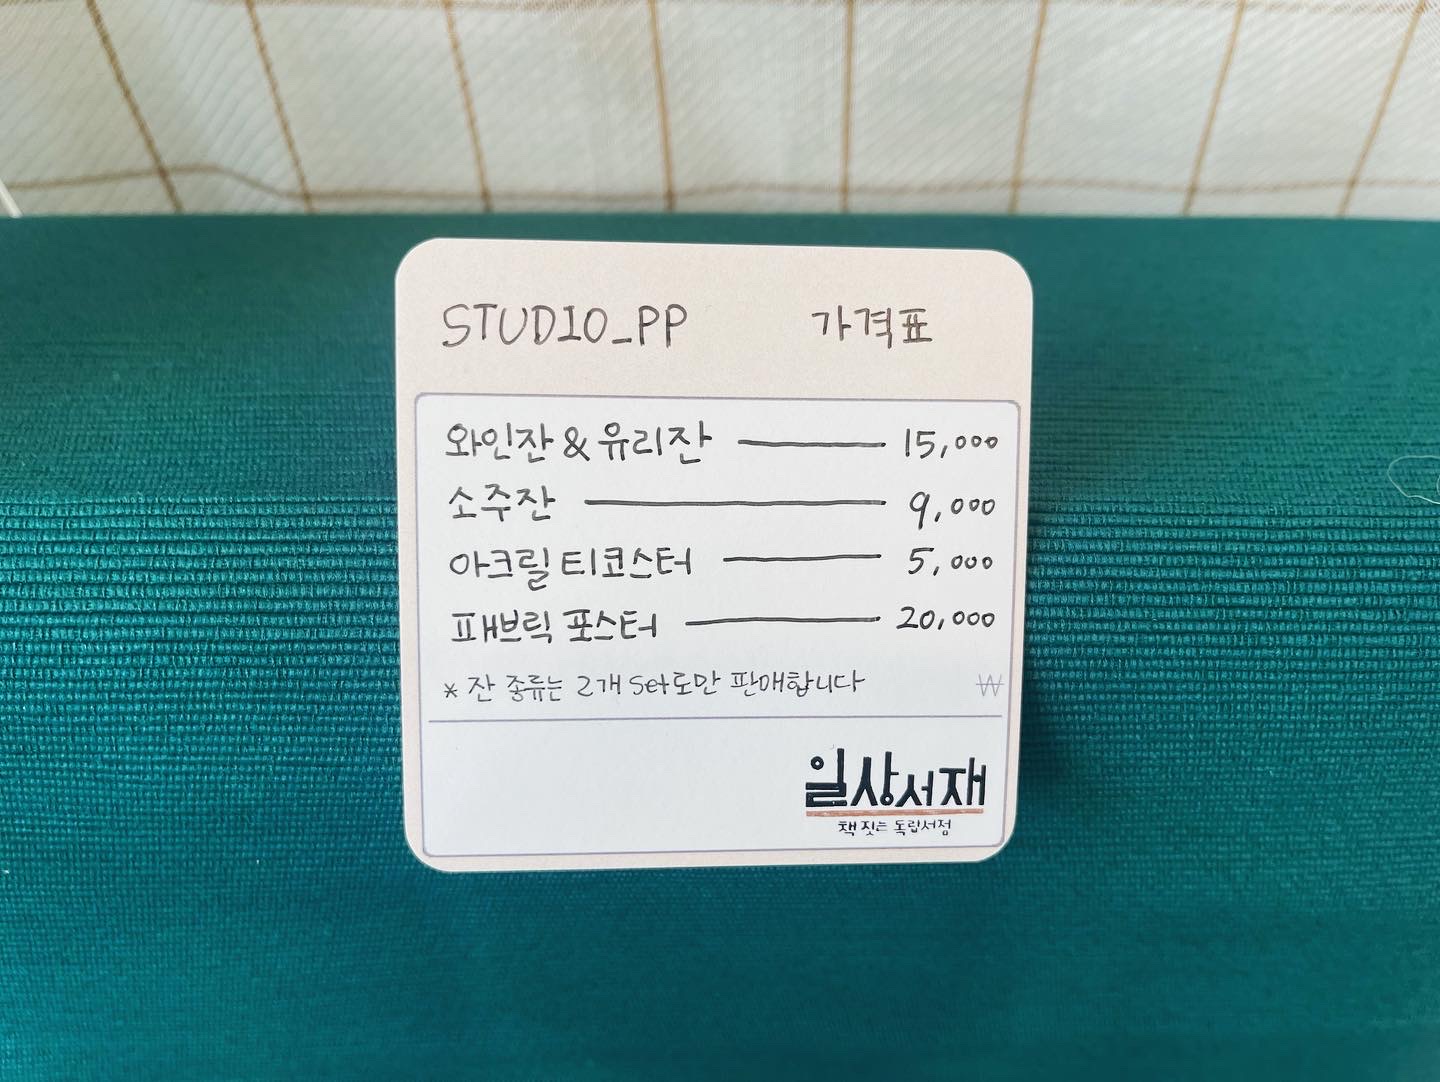 STUDIO_PP 가격표
와인잔 & 유리잔 15,000
소주잔 9,000
아크릴 티코스터 5,000
패브릭 포스터 20,000
* 잔 종류는 2개 set로만 판매합니다 ₩
일상서재
책 짓는 독립서점